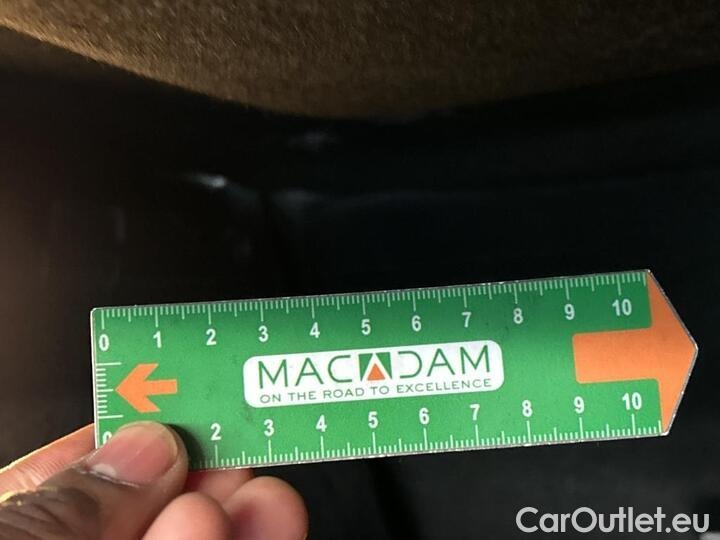 0 1 2 3 4 5 6 7 8 9 10
MACADAM
ON THE ROAD TO EXCELLENCE
0 2 3 4 5 6 7 8 9 10
CarOutlet.eu